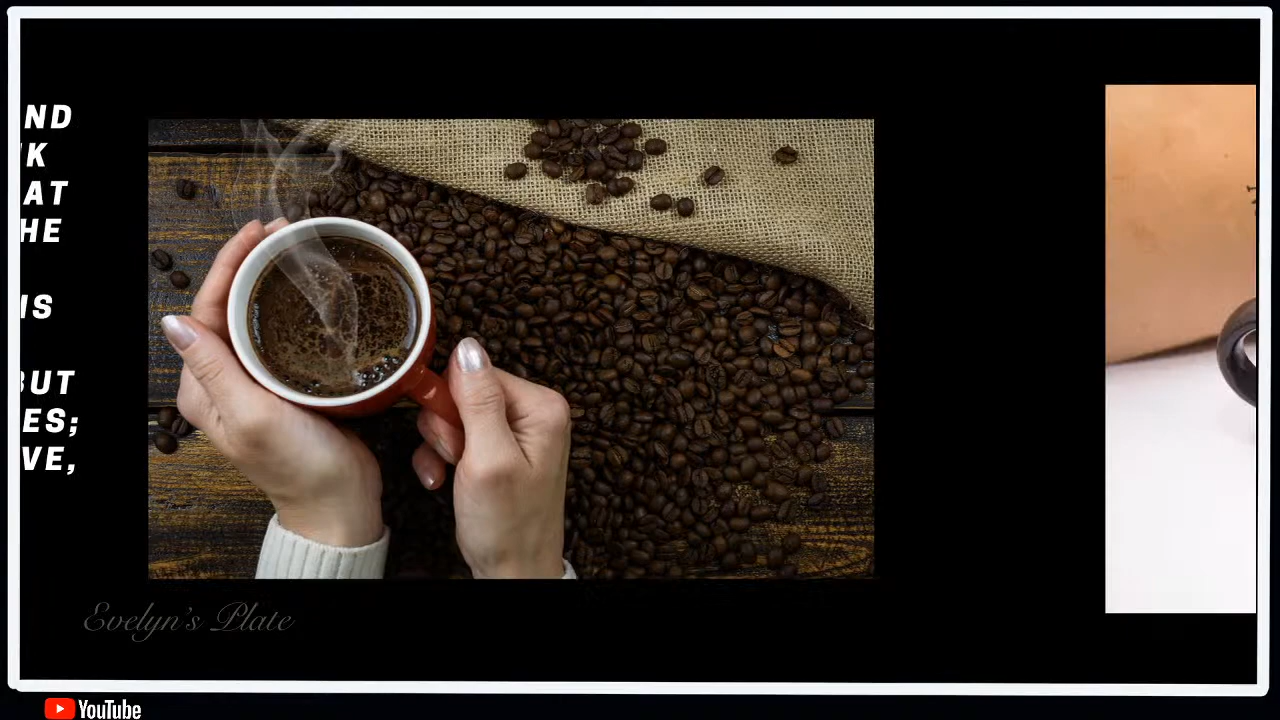 ND
K
AT
HE
IS
BUT
ES;
VE,
Evelyn's Plate
YouTube